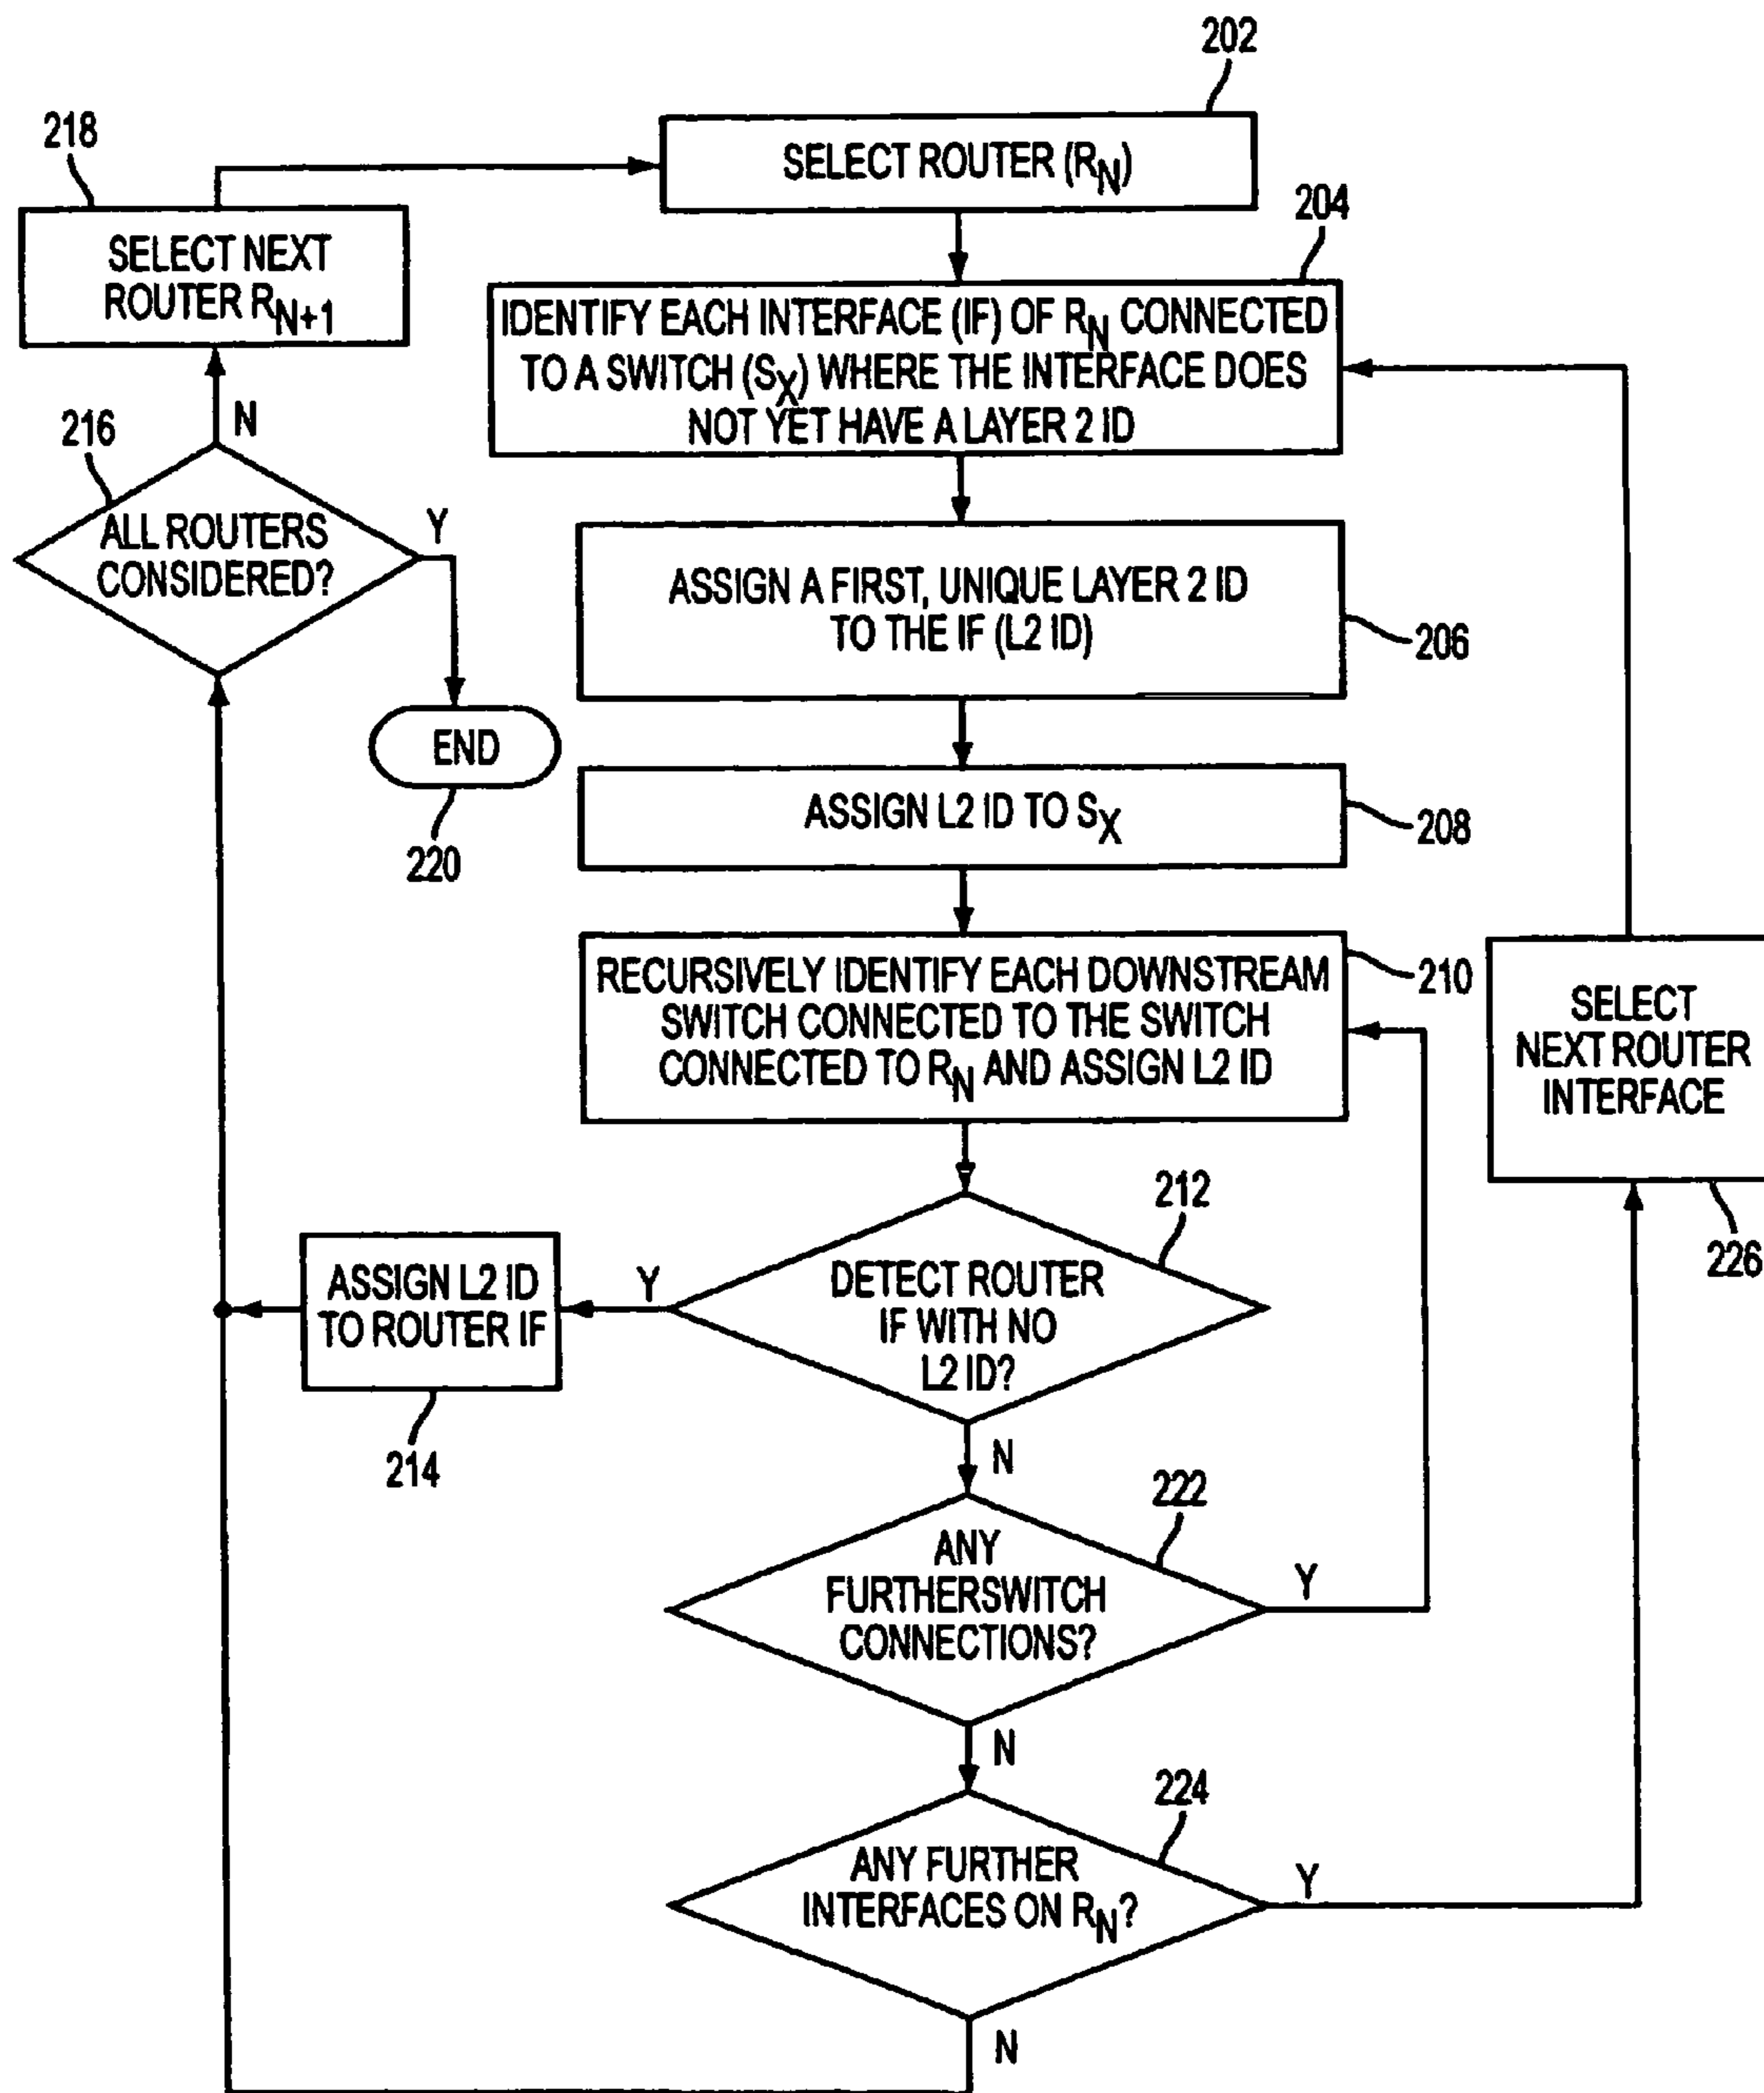 202
SELECT ROUTER (RN)
218
SELECT NEXT
ROUTER RN+1
204
IDENTIFY EACH INTERFACE (IF) OF RN CONNECTED
TO A SWITCH (SX) WHERE THE INTERFACE DOES
NOT YET HAVE A LAYER 2 ID
N
216
ALL ROUTERS
CONSIDERED?
Y
END
220
ASSIGN A FIRST, UNIQUE LAYER 2 ID
TO THE IF (L2 ID)
206
ASSIGN L2 ID TO SX
208
RECURSIVELY IDENTIFY EACH DOWNSTREAM
SWITCH CONNECTED TO THE SWITCH
CONNECTED TO RN AND ASSIGN L2 ID
210
SELECT
NEXT ROUTER
INTERFACE
226
212
DETECT ROUTER
IF WITH NO
L2 ID?
Y
ASSIGN L2 ID
TO ROUTER IF
214
N
222
ANY
FURTHERSWITCH
CONNECTIONS?
Y
N
224
ANY FURTHER
INTERFACES ON RN?
Y
N